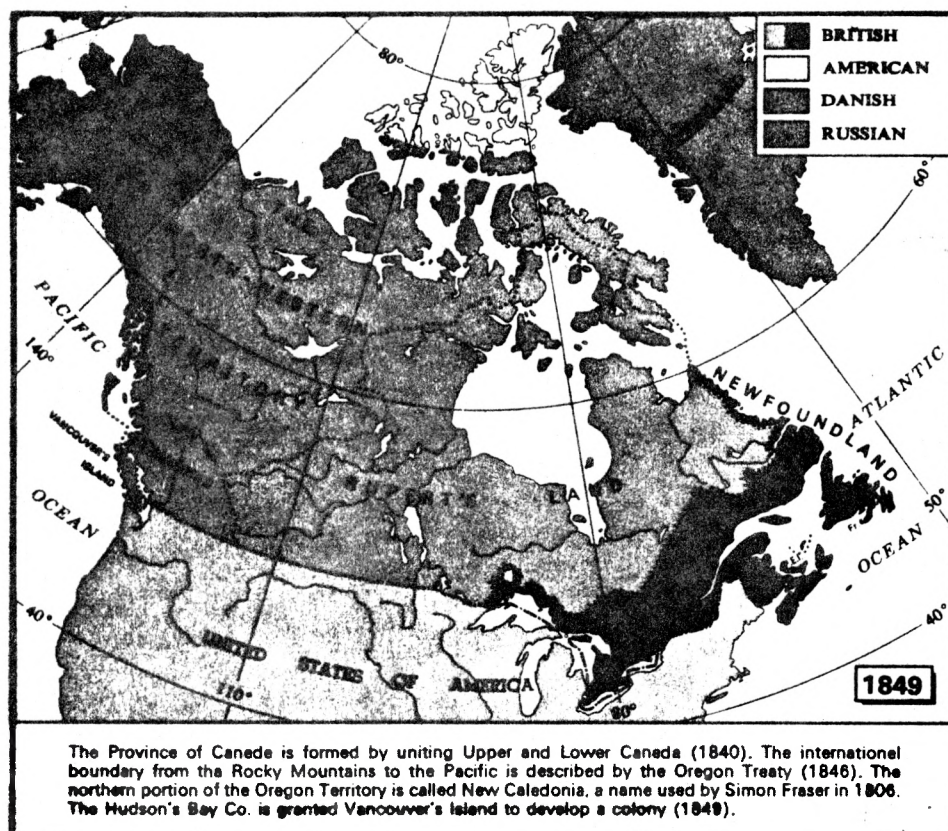 BRITISH
AMERICAN
DANISH
RUSSIAN
80°
60°
PACIFIC
140°
NEWFOUNDLAND
ATLANTIC
VANCOUVER'S
ISLAND
RUPERT'S LAND
OCEAN
50°
OCEAN
Fr.
40°
40°
UNITED STATES OF AMERICA
110°
80°
1849
The Province of Canede is formed by uniting Upper and Lower Canada (1840). The internationel
boundary from tha Rocky Mountains to the Pacific is described by the Oregon Treaty (1846). The
northern portion of the Oregon Territory is called New Caledonia, a name used by Simon Fraser in 1806.
The Hudson's Bay Co. is granted Vancouver's Island to develop a colony (1849).